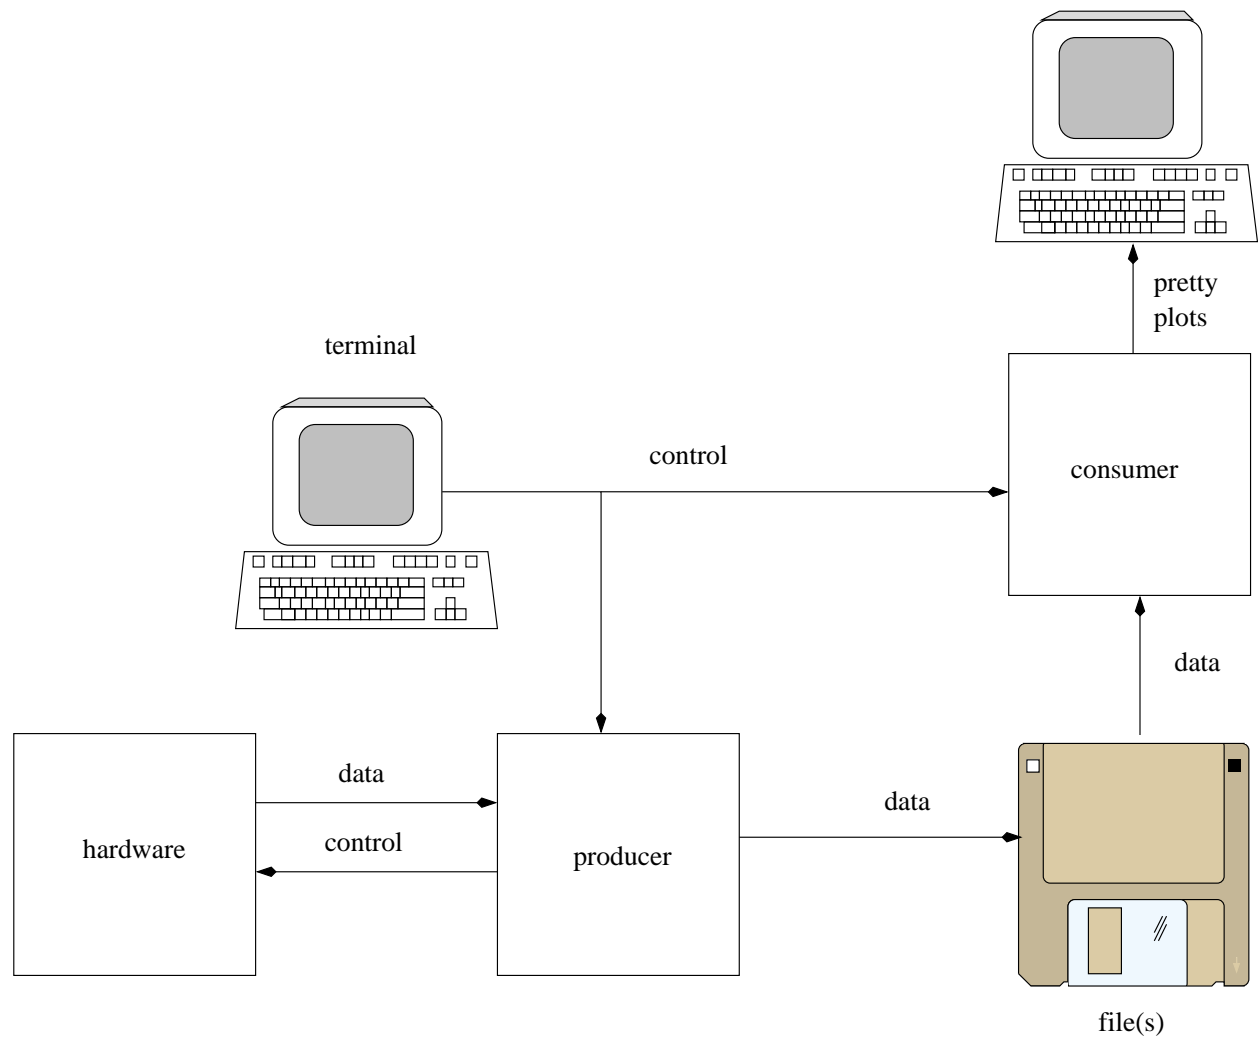 pretty
plots
terminal
control
consumer
data
data
data
control
hardware
producer
file(s)